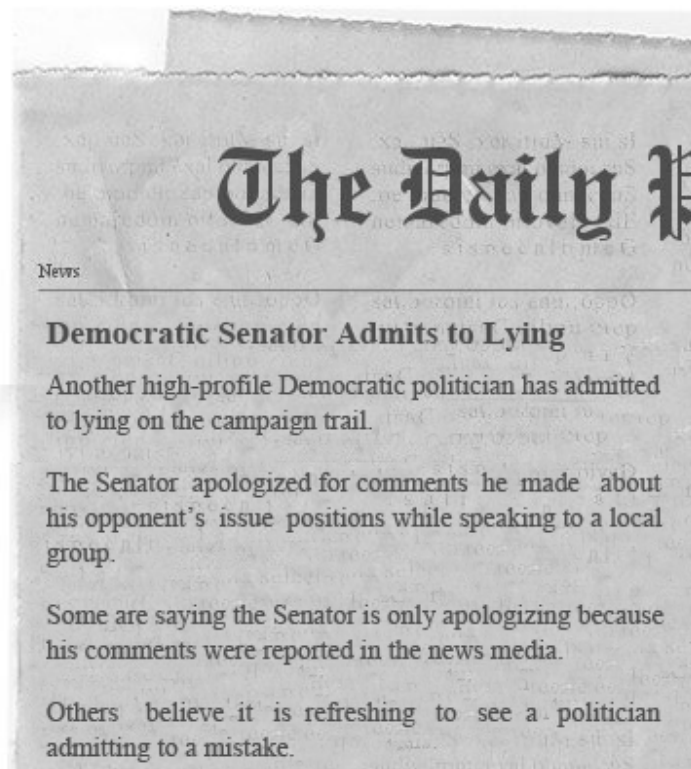 The Daily P
News
Democratic Senator Admits to Lying
Another high-profile Democratic politician has admitted
to lying on the campaign trail.
The Senator apologized for comments he made about
his opponent's issue positions while speaking to a local
group.
Some are saying the Senator is only apologizing because
his comments were reported in the news media.
Others believe it is refreshing to see a politician
admitting to a mistake.